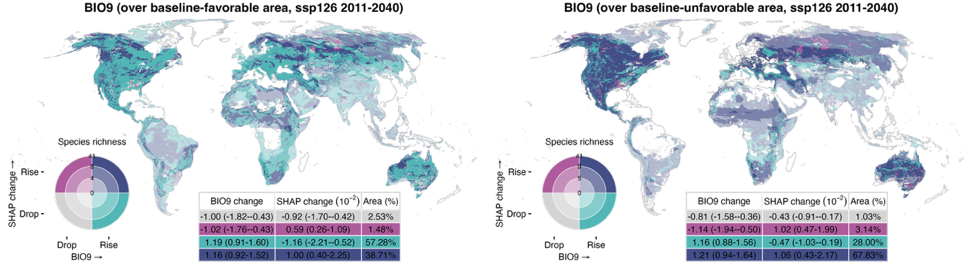 BIO9 (over baseline-favorable area, ssp126 2011-2040)
Species richness
SHAP change →
Rise
Drop
4
0
Drop
Rise
BIO9 →
BIO9 change SHAP change (10⁻²) Area (%)
-1.00 (-1.82--0.43) -0.92 (-1.70--0.42) 2.53%
-1.02 (-1.76--0.43) 0.59 (0.26-1.09) 1.48%
1.19 (0.91-1.60) -1.16 (-2.21--0.52) 57.28%
1.16 (0.92-1.52) 1.00 (0.40-2.25) 38.71%
BIO9 (over baseline-unfavorable area, ssp126 2011-2040)
Species richness
SHAP change →
Rise
Drop
4
0
Drop
Rise
BIO9 →
BIO9 change SHAP change (10⁻²) Area (%)
-0.81 (-1.58--0.36) -0.43 (-0.91--0.17) 1.03%
-1.14 (-1.94--0.50) 1.02 (0.47-1.99) 3.14%
1.16 (0.88-1.56) -0.47 (-1.03--0.19) 28.00%
1.21 (0.94-1.64) 1.05 (0.43-2.17) 67.83%